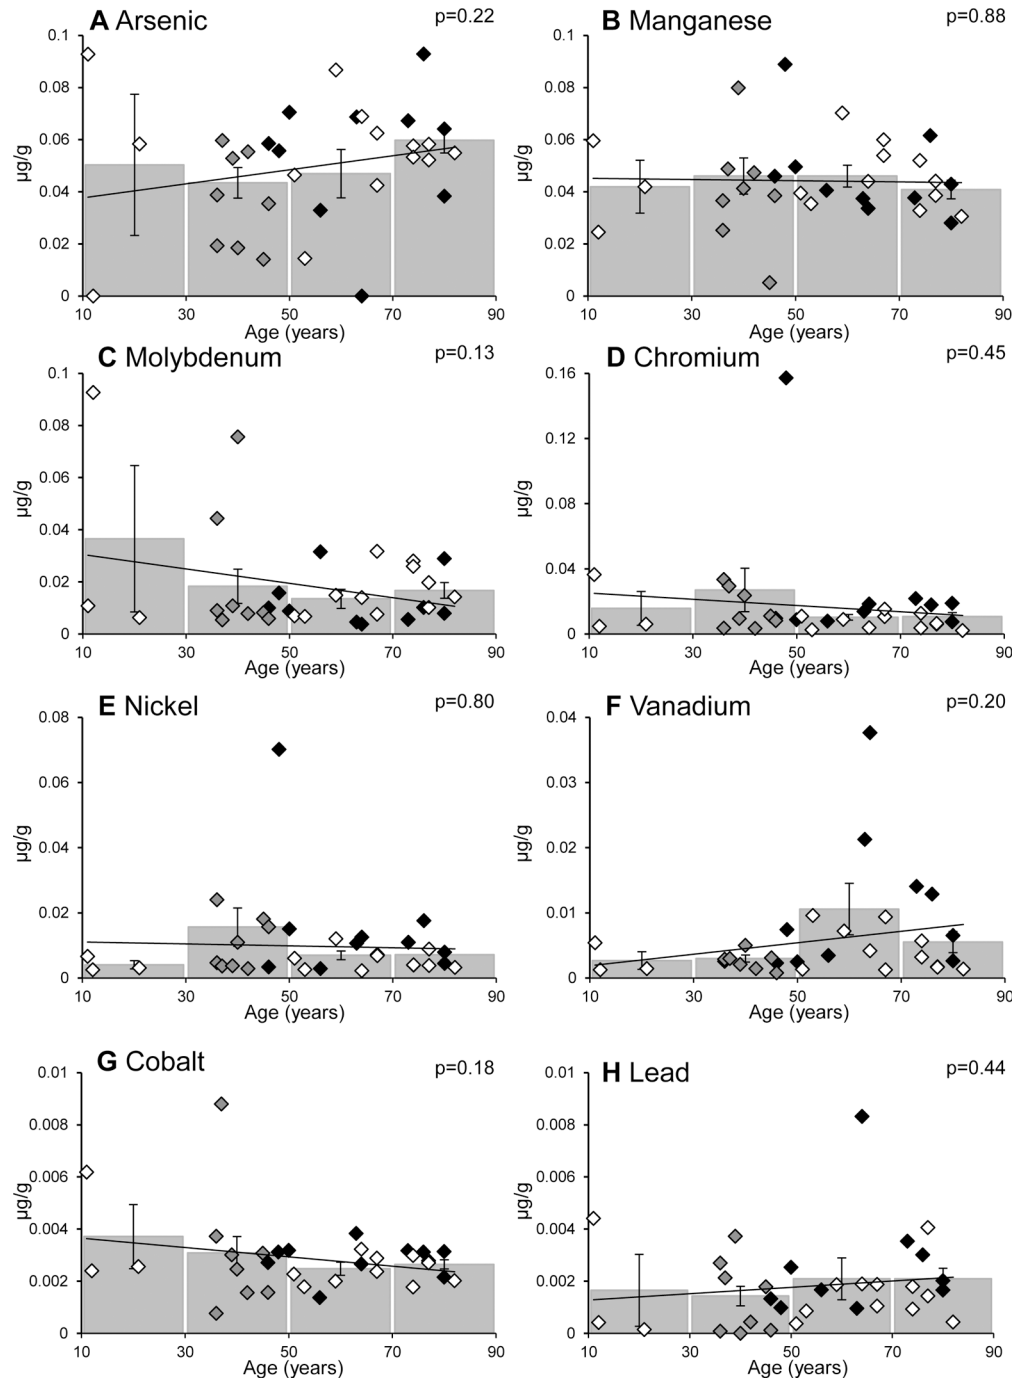 A Arsenic
p=0.22
0.1
0.08
0.06
0.04
0.02
0
µg/g
10 30 50 70 90
Age (years)
B Manganese
p=0.88
0.1
0.08
0.06
0.04
0.02
0
µg/g
10 30 50 70 90
Age (years)
C Molybdenum
p=0.13
0.1
0.08
0.06
0.04
0.02
0
µg/g
10 30 50 70 90
Age (years)
D Chromium
p=0.45
0.16
0.12
0.08
0.04
0
µg/g
10 30 50 70 90
Age (years)
E Nickel
p=0.80
0.08
0.06
0.04
0.02
0
µg/g
10 30 50 70 90
Age (years)
F Vanadium
p=0.20
0.04
0.03
0.02
0.01
0
µg/g
10 30 50 70 90
Age (years)
G Cobalt
p=0.18
0.01
0.008
0.006
0.004
0.002
0
µg/g
10 30 50 70 90
Age (years)
H Lead
p=0.44
0.01
0.008
0.006
0.004
0.002
0
µg/g
10 30 50 70 90
Age (years)